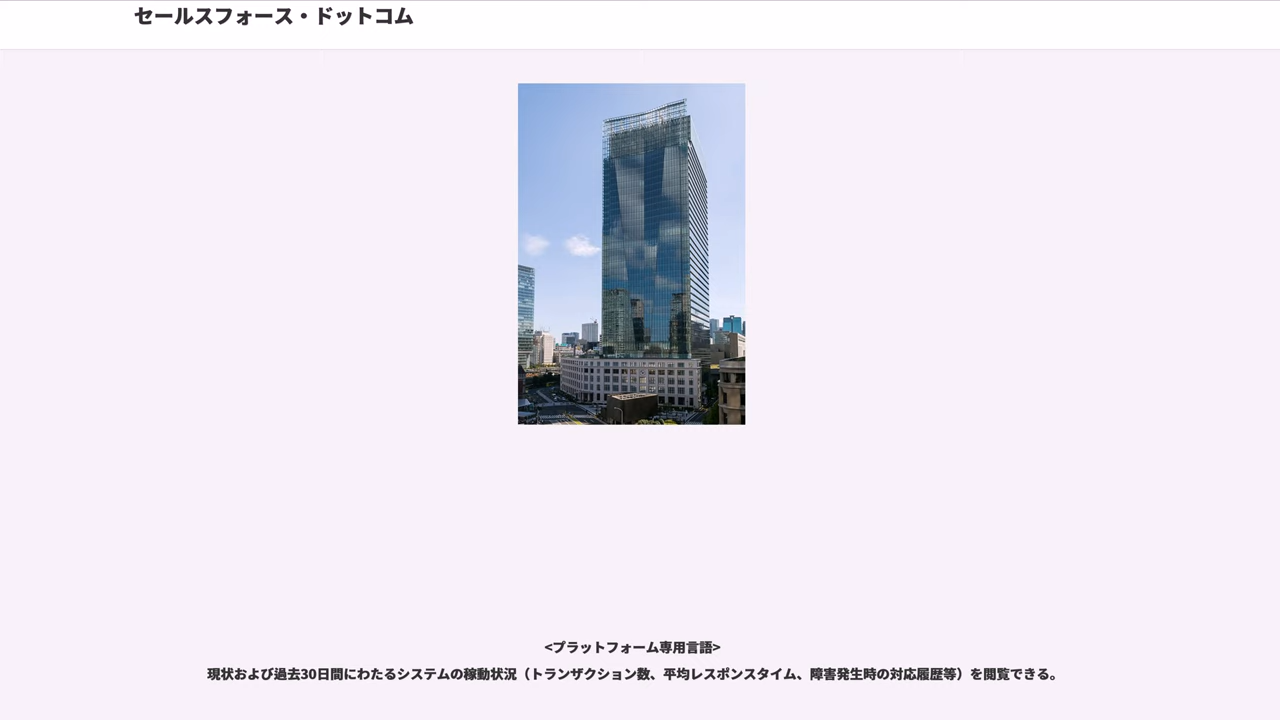 セールスフォース・ドットコム
<プラットフォーム専用言語>
現状および過去30日間にわたるシステムの稼動状況（トランザクション数、平均レスポンスタイム、障害発生時の対応履歴等）を閲覧できる。